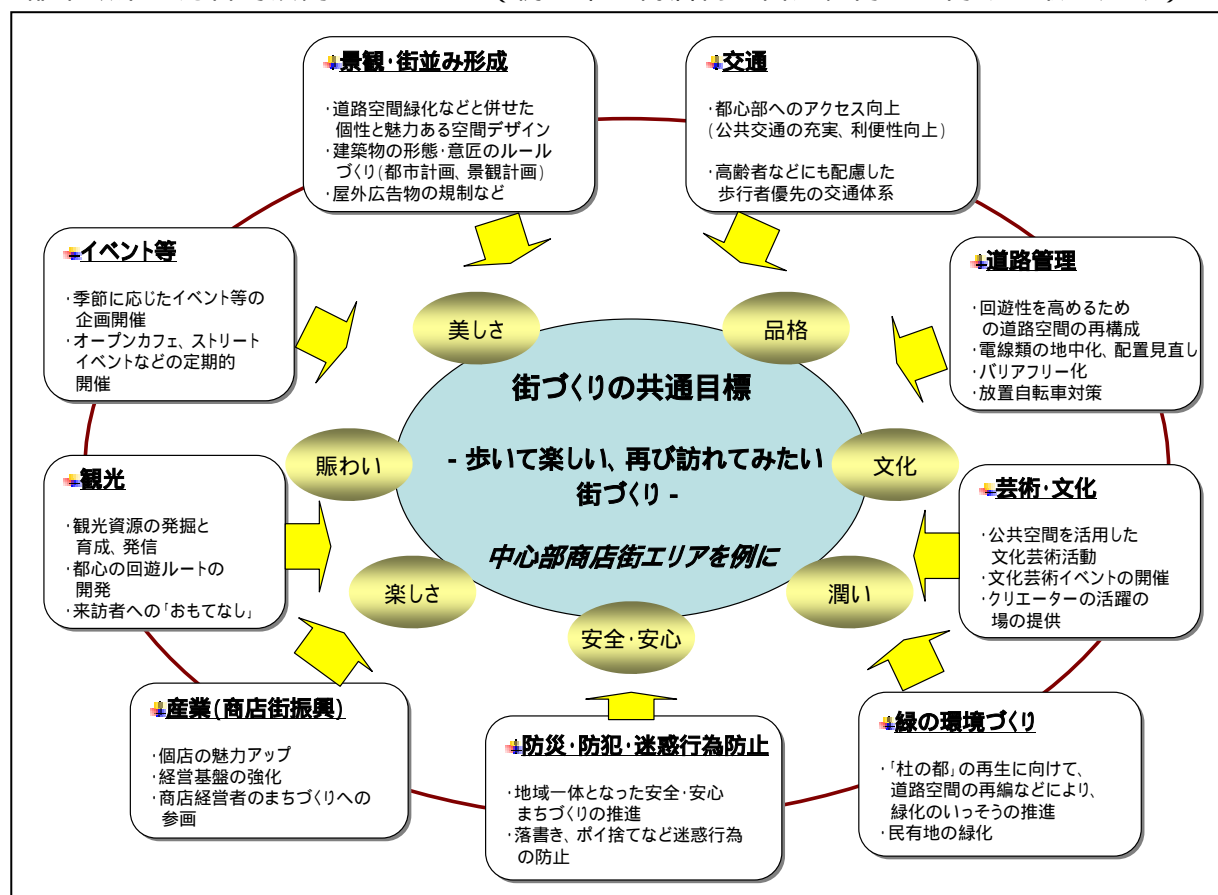 景観・街並み形成
・道路空間緑化などと併せた
個性と魅力ある空間デザイン
・建築物の形態・意匠のルール
づくり(都市計画、景観計画)
・屋外広告物の規制など
交通
・都心部へのアクセス向上
(公共交通の充実、利便性向上)
・高齢者などにも配慮した
歩行者優先の交通体系
イベント等
・季節に応じたイベント等の
企画開催
・オープンカフェ、ストリート
イベントなどの定期的
開催
道路管理
・回遊性を高めるため
の道路空間の再構成
・電線類の地中化、配置見直し
・バリアフリー化
・放置自転車対策
美しさ
品格
街づくりの共通目標
- 歩いて楽しい、再び訪れてみたい
街づくり -
中心部商店街エリアを例に
賑わい
文化
楽しさ
潤い
安全・安心
観光
・観光資源の発掘と
育成、発信
・都心の回遊ルートの
開発
・来訪者への「おもてなし」
芸術・文化
・公共空間を活用した
文化芸術活動
・文化芸術イベントの開催
・クリエーターの活躍の
場の提供
産業(商店街振興)
・個店の魅力アップ
・経営基盤の強化
・商店経営者のまちづくりへの
参画
防災・防犯・迷惑行為防止
・地域一体となった安全・安心
まちづくりの推進
・落書き、ポイ捨てなど迷惑行為
の防止
緑の環境づくり
・「杜の都」の再生に向けて、
道路空間の再編などにより、
緑化のいっそうの推進
・民有地の緑化